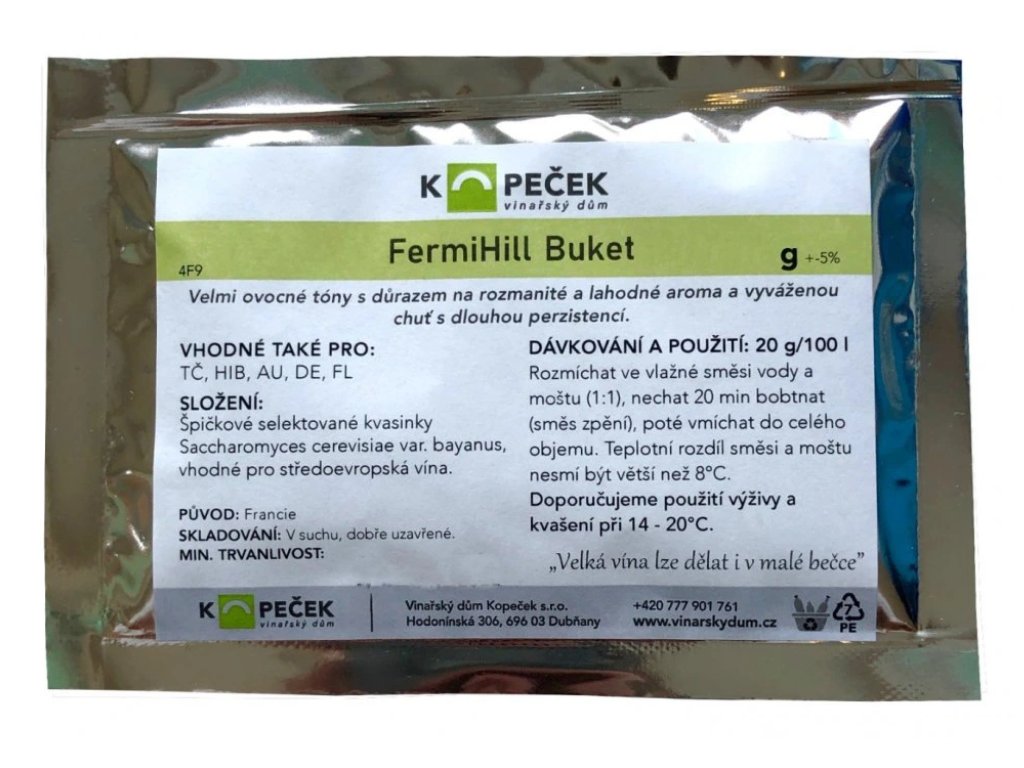 K PEČEK
vinařský dům
FermiHill Buket
4F9
g +-5%
Velmi ovocné tóny s důrazem na rozmanité a lahodné aroma a vyváženou
chuť s dlouhou perzistencí.
VHODNÉ TAKÉ PRO:
TČ, HIB, AU, DE, FL
SLOŽENÍ:
Špičkové selektované kvasinky
Saccharomyces cerevisiae var. bayanus,
vhodné pro středoevropská vína.
PŮVOD: Francie
SKLADOVÁNÍ: V suchu, dobře uzavřené.
MIN. TRVANLIVOST:
DÁVKOVÁNÍ A POUŽITÍ: 20 g/100 l
Rozmíchat ve vlažné směsi vody a
moštu (1:1), nechat 20 min bobtnat
(směs zpění), poté vmíchat do celého
objemu. Teplotní rozdíl směsi a moštu
nesmí být větší než 8°C.
Doporučujeme použití výživy a
kvašení při 14 - 20°C.
„Velká vína lze dělat i v malé bečce”
K PEČEK
vinařský dům
Vinařský dům Kopeček s.r.o.
Hodonínská 306, 696 03 Dubňany
+420 777 901 761
www.vinarskydum.cz
7
PE